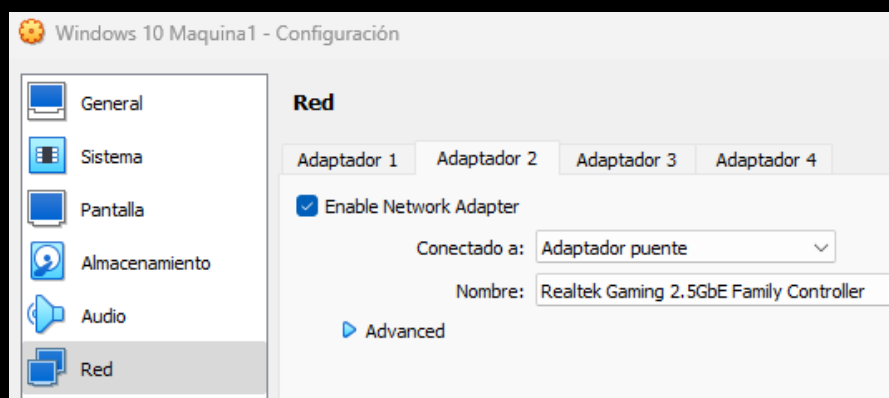 Windows 10 Maquina1 - Configuración
General
Sistema
Pantalla
Almacenamiento
Audio
Red
Red
Adaptador 1 Adaptador 2 Adaptador 3 Adaptador 4
Enable Network Adapter
Conectado a: Adaptador puente
Nombre: Realtek Gaming 2.5GbE Family Controller
Advanced